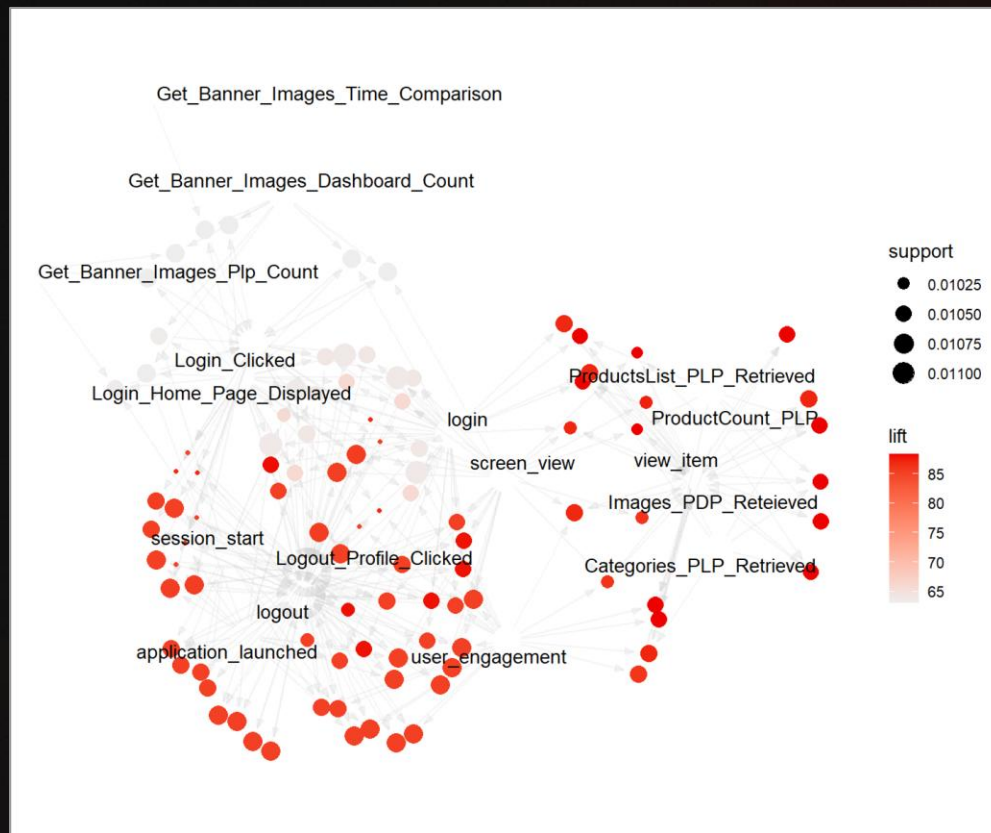 Get_Banner_Images_Time_Comparison
Get_Banner_Images_Dashboard_Count
Get_Banner_Images_Plp_Count
Login_Clicked
Login_Home_Page_Displayed
login
screen_view
ProductsList_PLP_Retrieved
ProductCount_PLP
view_item
Images_PDP_Reteieved
Categories_PLP_Retrieved
session_start
Logout_Profile_Clicked
logout
application_launched
user_engagement
support
0.01025
0.01050
0.01075
0.01100
lift
85
80
75
70
65